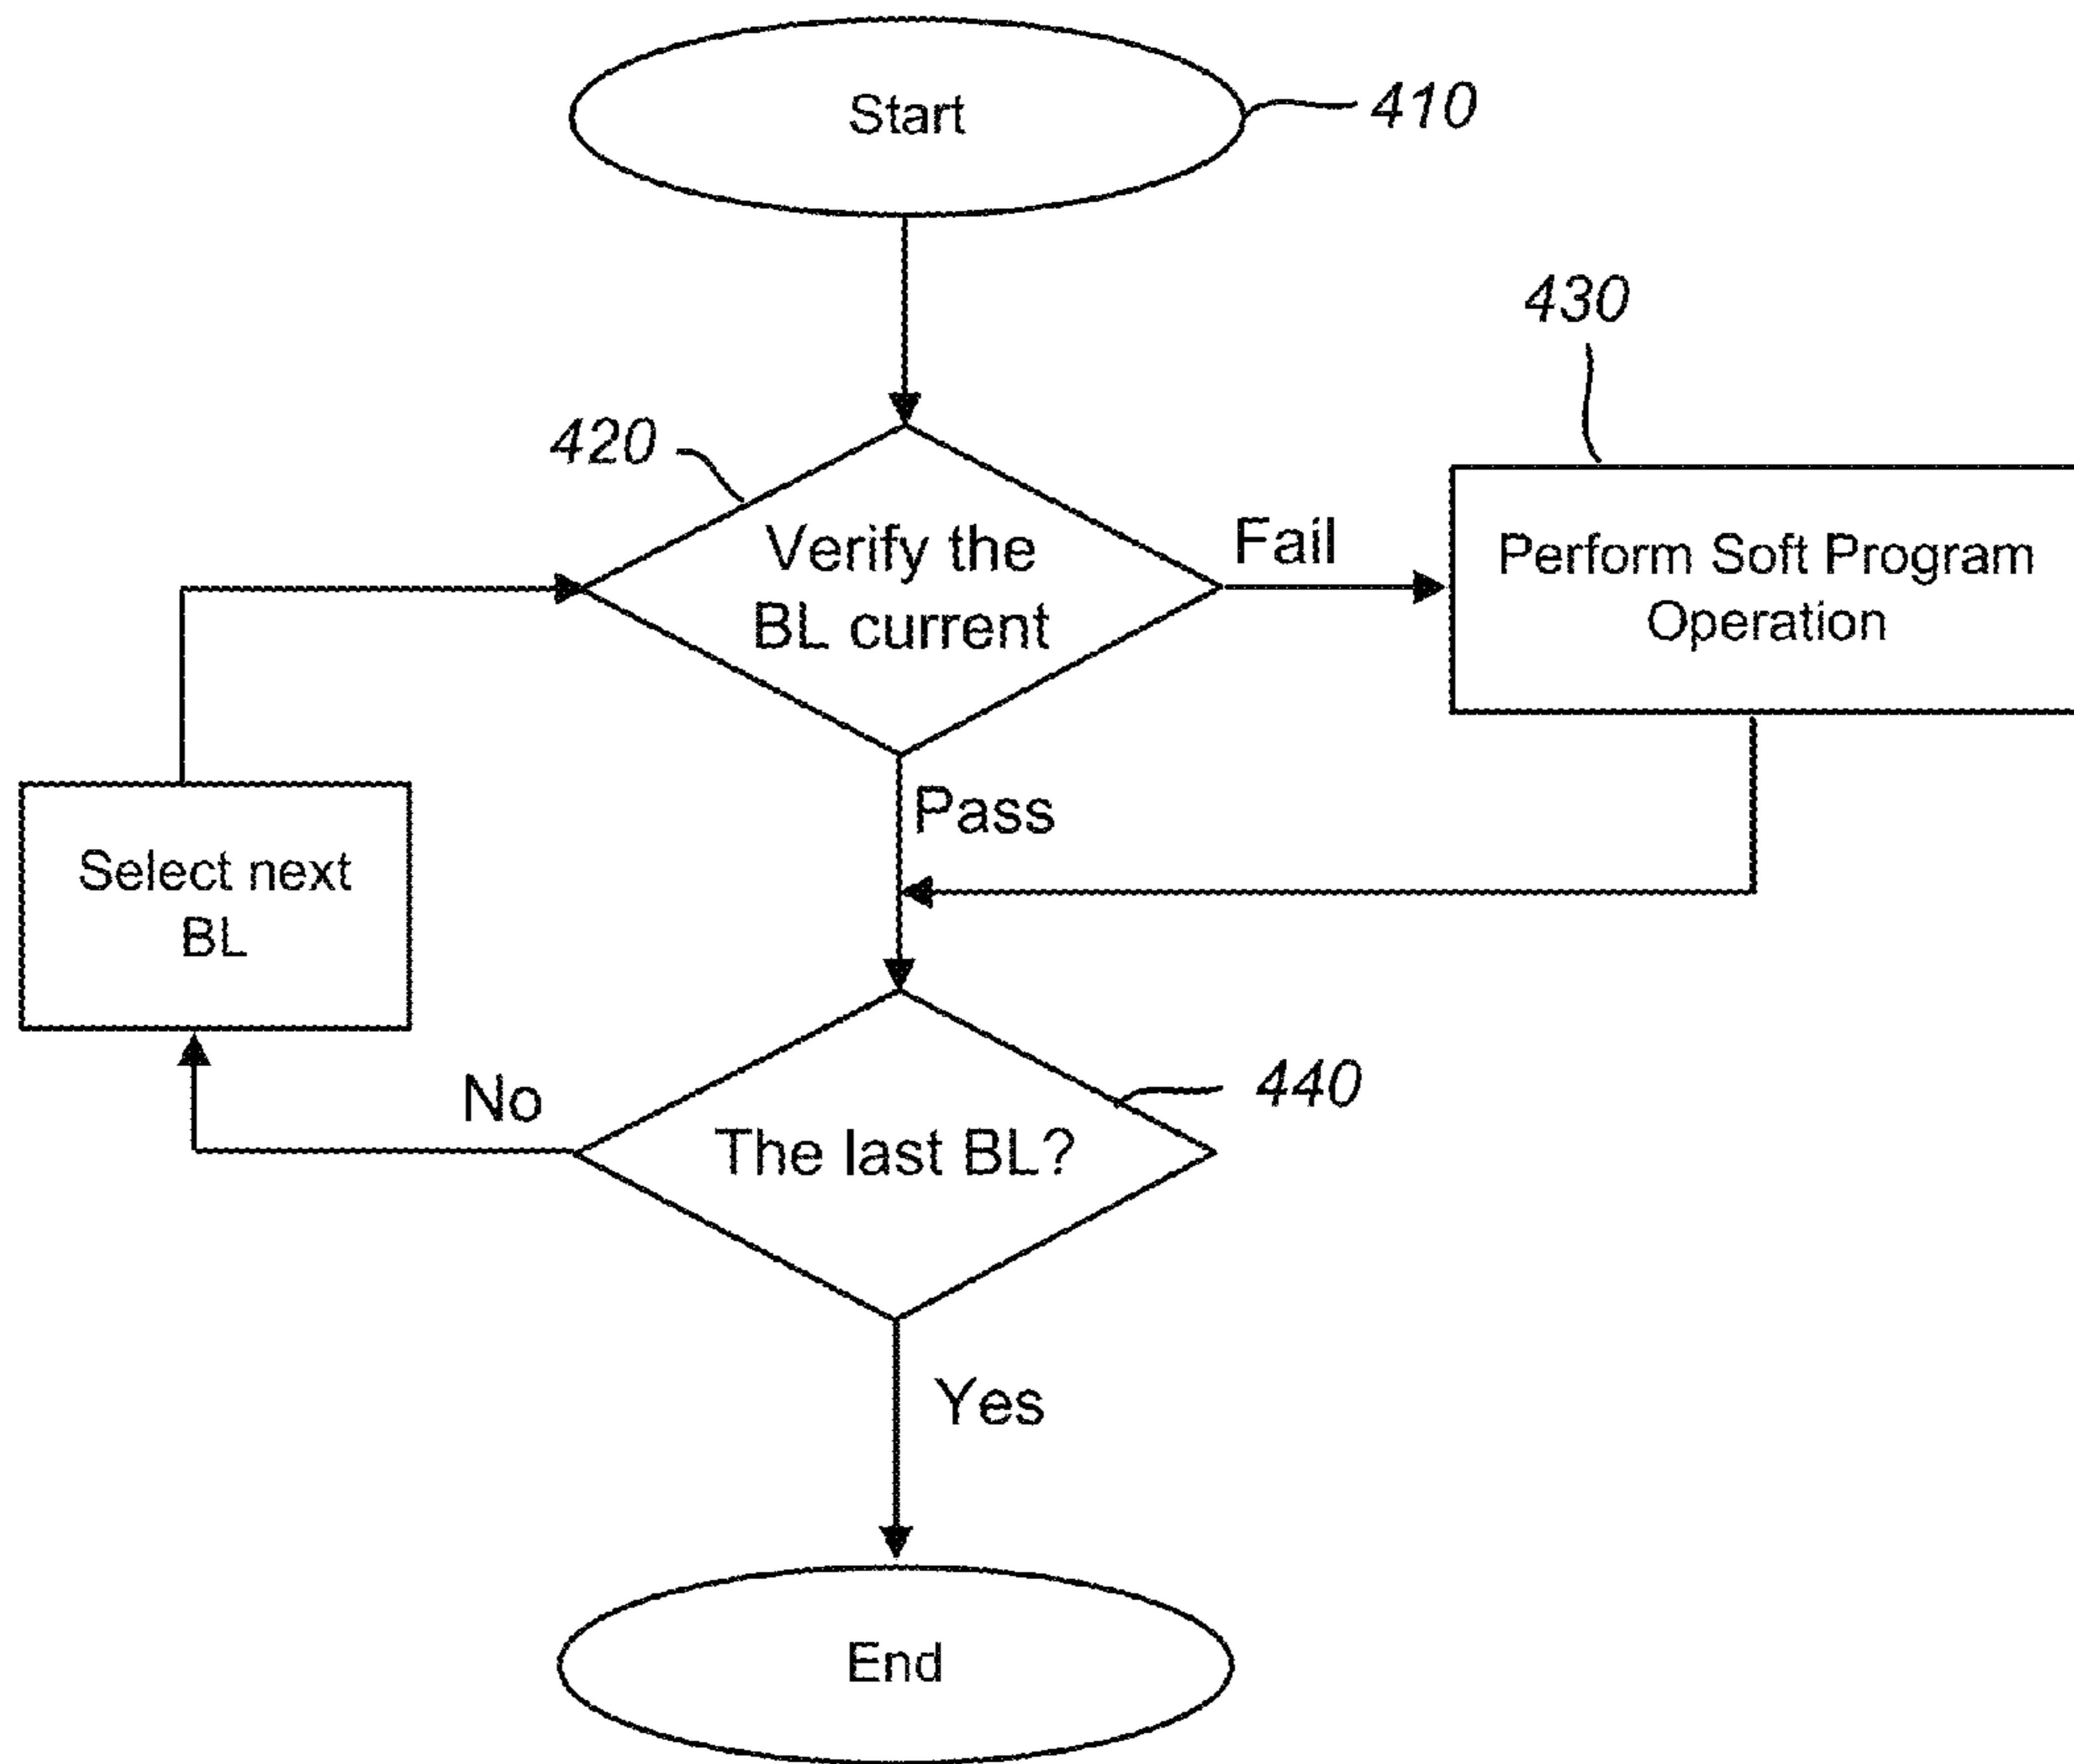 Start
410
430
420
Verify the
BL current
Fail
Perform Soft Program
Operation
Pass
Select next
BL
440
No
The last BL?
Yes
End